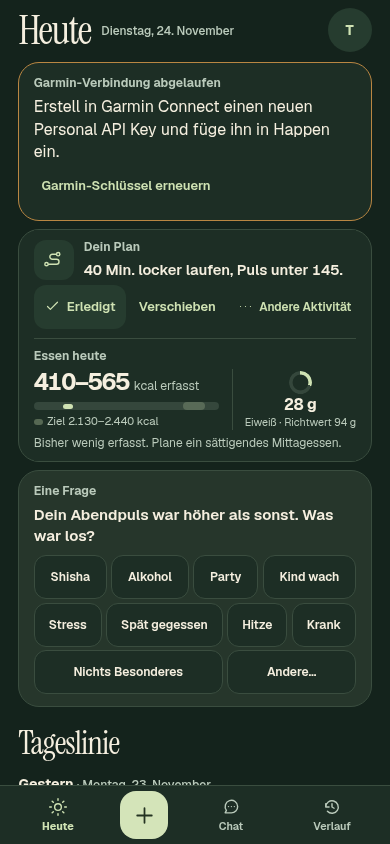 Heute Dienstag, 24. November T
Garmin-Verbindung abgelaufen
Erstell in Garmin Connect einen neuen
Personal API Key und füge ihn in Happen
ein.
Garmin-Schlüssel erneuern
Dein Plan
40 Min. locker laufen, Puls unter 145.
Erledigt Verschieben ··· Andere Aktivität
Essen heute
410–565 kcal erfasst
28 g
Ziel 2.130–2.440 kcal Eiweiß · Richtwert 94 g
Bisher wenig erfasst. Plane ein sättigendes Mittagessen.
Eine Frage
Dein Abendpuls war höher als sonst. Was
war los?
Shisha Alkohol Party Kind wach
Stress Spät gegessen Hitze Krank
Nichts Besonderes Andere…
Tageslinie
Gestern · Montag, 23. November
Heute + Chat Verlauf